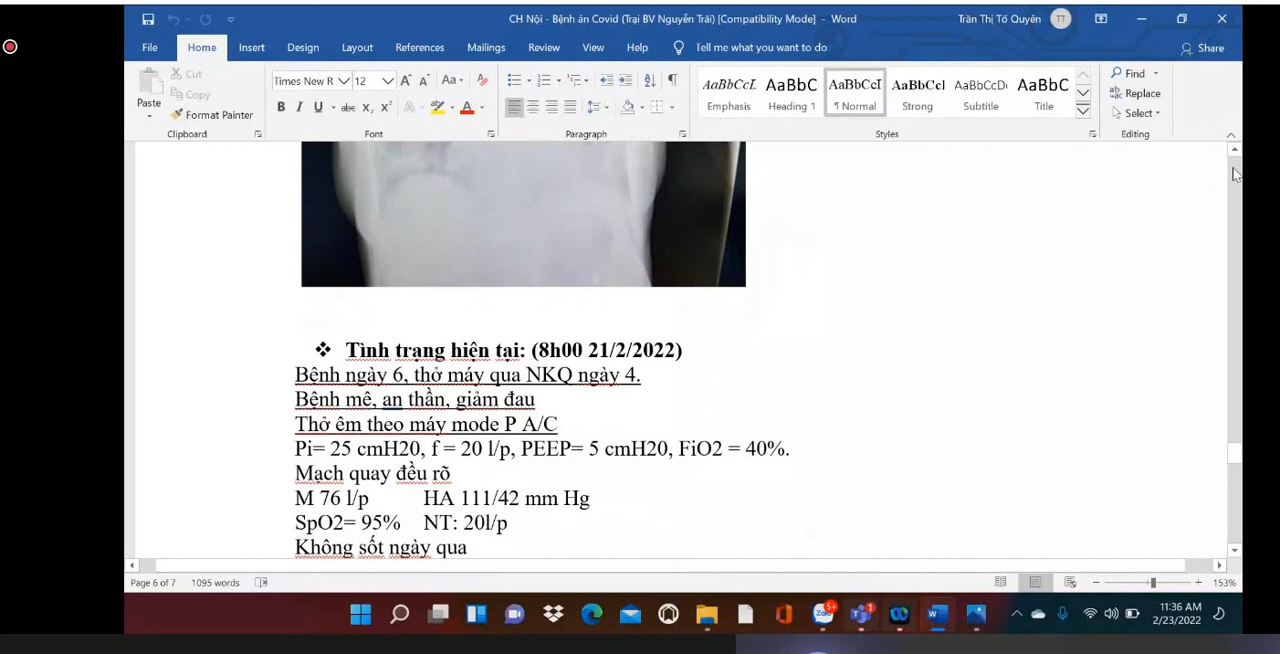 CH Nội - Bệnh án Covid (Trại BV Nguyễn Trãi) [Compatibility Mode] - Word
Trần Thị Tố Quyên
TT
File Home Insert Design Layout References Mailings Review View Help Tell me what you want to do
Share
Paste
Cut
Copy
Format Painter
Clipboard
Times New R 12
Font
Paragraph
AaBbCcL Emphasis
AaBbC Heading 1
AaBbCcI ¶ Normal
AaBbCcl Strong
AaBbCcDı Subtitle
AaBbC Title
Styles
Find
Replace
Select
Editing
❖ Tình trạng hiện tại: (8h00 21/2/2022)
Bệnh ngày 6, thở máy qua NKQ ngày 4.
Bệnh mê, an thần, giảm đau
Thở êm theo máy mode P A/C
Pi= 25 cmH20, f = 20 l/p, PEEP= 5 cmH20, FiO2 = 40%.
Mạch quay đều rõ
M 76 l/p HA 111/42 mm Hg
SpO2= 95% NT: 20l/p
Không sốt ngày qua
Page 6 of 7 1095 words
153%
Zalo 5+
1
11:36 AM
2/23/2022